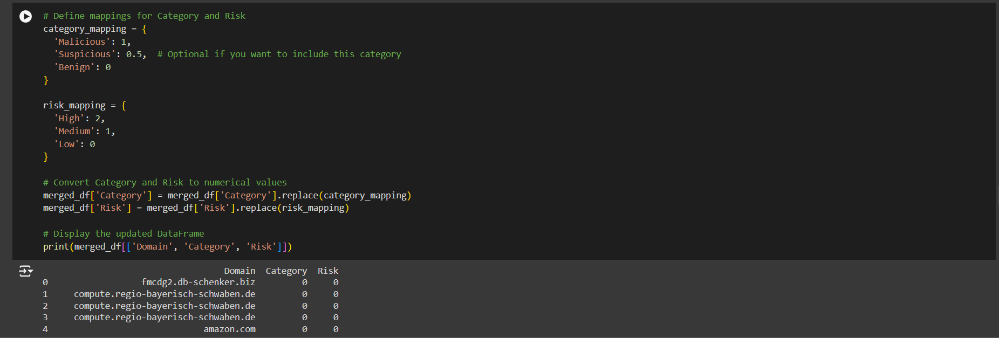 # Define mappings for Category and Risk
category_mapping = {
  'Malicious': 1,
  'Suspicious': 0.5,  # Optional if you want to include this category
  'Benign': 0
}
risk_mapping = {
  'High': 2,
  'Medium': 1,
  'Low': 0
}
# Convert Category and Risk to numerical values
merged_df['Category'] = merged_df['Category'].replace(category_mapping)
merged_df['Risk'] = merged_df['Risk'].replace(risk_mapping)
# Display the updated DataFrame
print(merged_df[['Domain', 'Category', 'Risk']])
Domain  Category  Risk
0  fmcdg2.db-schenker.biz  0  0
1  compute.regio-bayerisch-schwaben.de  0  0
2  compute.regio-bayerisch-schwaben.de  0  0
3  compute.regio-bayerisch-schwaben.de  0  0
4  amazon.com  0  0